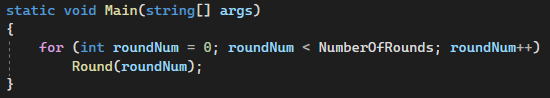 static void Main(string[] args)
{
    for (int roundNum = 0; roundNum < NumberOfRounds; roundNum++)
        Round(roundNum);
}